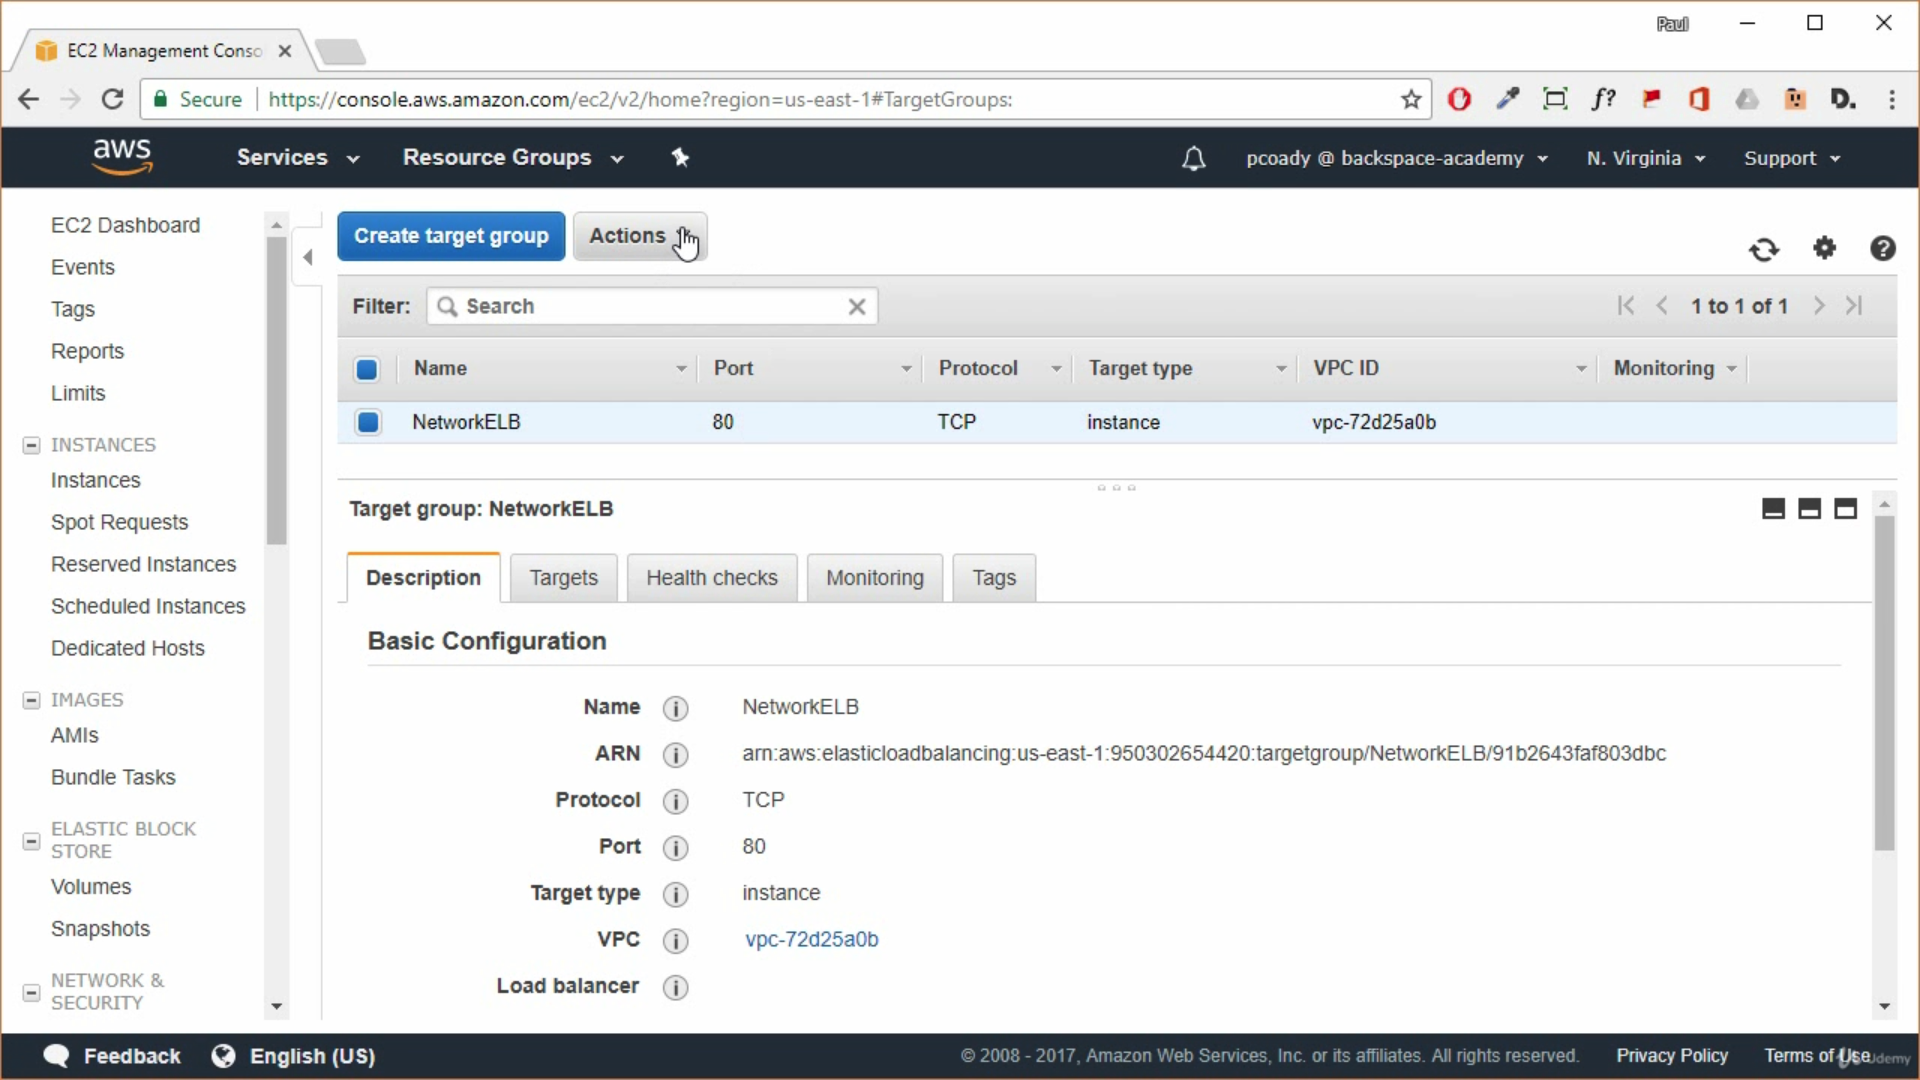 Paul
EC2 Management Conso
Secure https://console.aws.amazon.com/ec2/v2/home?region=us-east-1#TargetGroups:
f?
D.
aws Services Resource Groups pcoady @ backspace-academy N. Virginia Support
EC2 Dashboard
Events
Tags
Reports
Limits
INSTANCES
Instances
Spot Requests
Reserved Instances
Scheduled Instances
Dedicated Hosts
IMAGES
AMIs
Bundle Tasks
ELASTIC BLOCK
STORE
Volumes
Snapshots
NETWORK &
SECURITY
Create target group Actions
Filter: Search 1 to 1 of 1
Name Port Protocol Target type VPC ID Monitoring
NetworkELB 80 TCP instance vpc-72d25a0b
Target group: NetworkELB
Description Targets Health checks Monitoring Tags
Basic Configuration
Name NetworkELB
ARN arn:aws:elasticloadbalancing:us-east-1:950302654420:targetgroup/NetworkELB/91b2643faf803dbc
Protocol TCP
Port 80
Target type instance
VPC vpc-72d25a0b
Load balancer
Feedback English (US) © 2008 - 2017, Amazon Web Services, Inc. or its affiliates. All rights reserved. Privacy Policy Terms of Use
Udemy